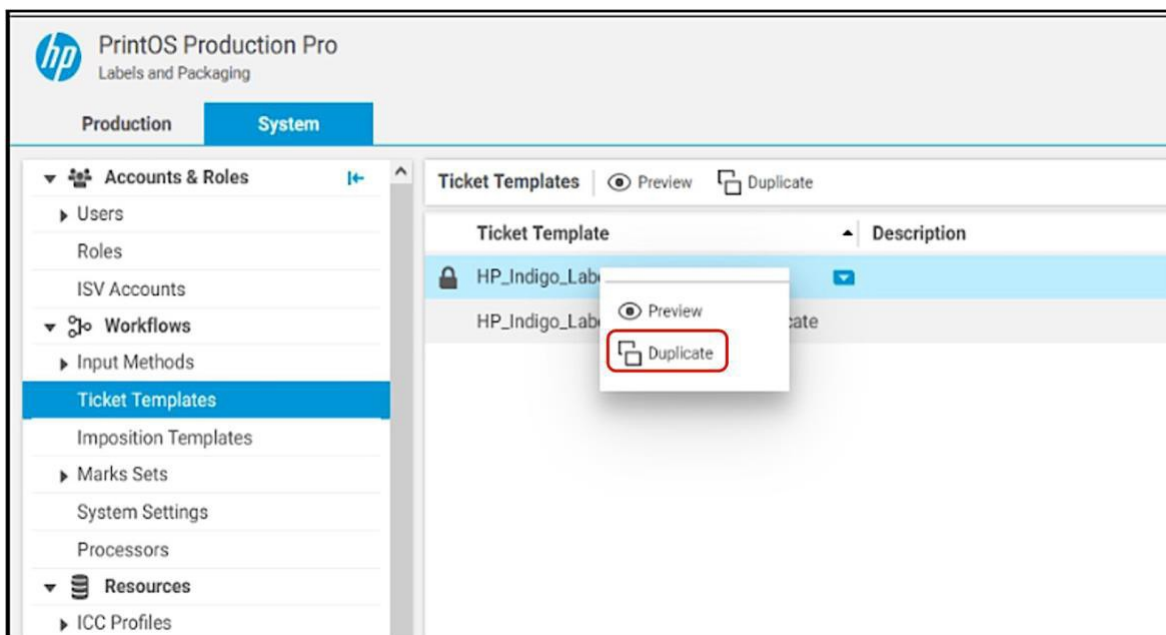 hp
PrintOS Production Pro
Labels and Packaging
Production System
Accounts & Roles
Users
Roles
ISV Accounts
Workflows
Input Methods
Ticket Templates
Imposition Templates
Marks Sets
System Settings
Processors
Resources
ICC Profiles
Ticket Templates Preview Duplicate
Ticket Template Description
HP_Indigo_Lab
HP_Indigo_Lab cate
Preview
Duplicate